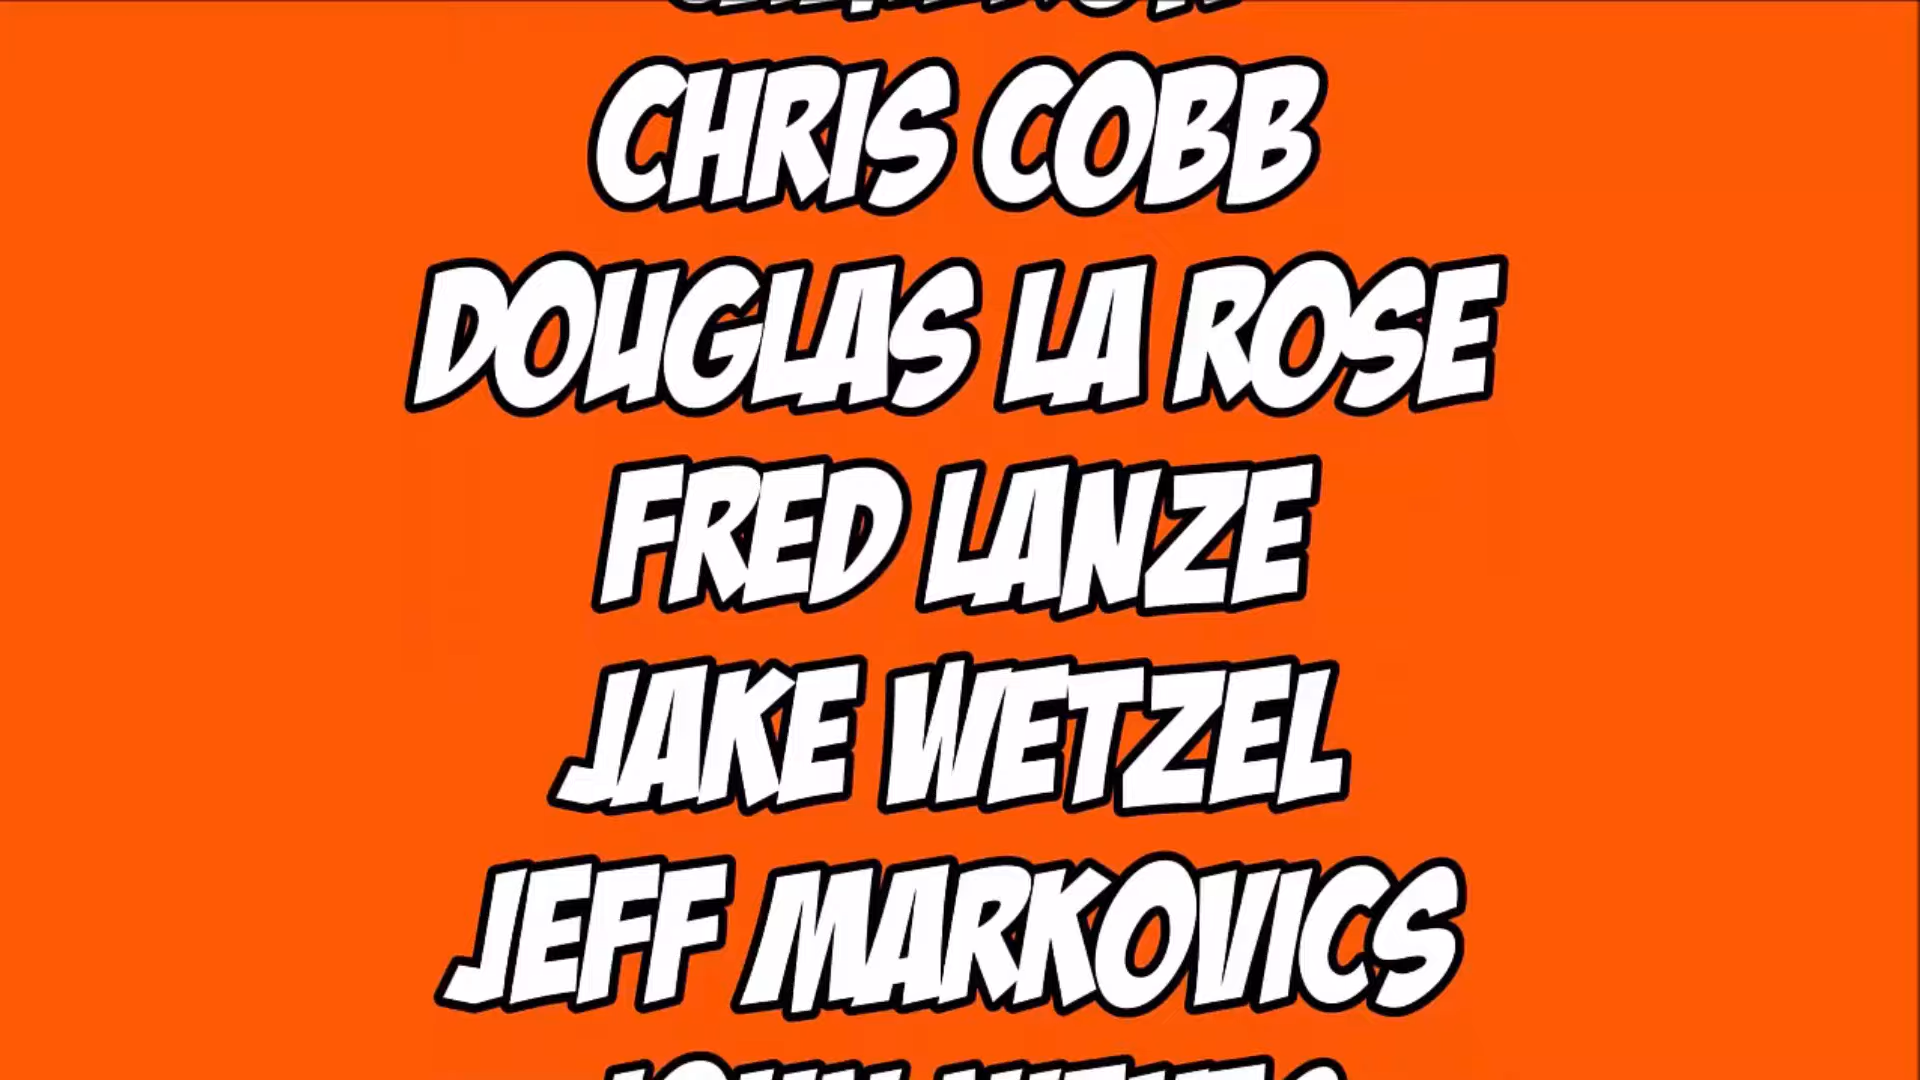 CHRIS COBB
DOUGLAS LA ROSE
FRED LANZE
JAKE WETZEL
JEFF MARKOVICS